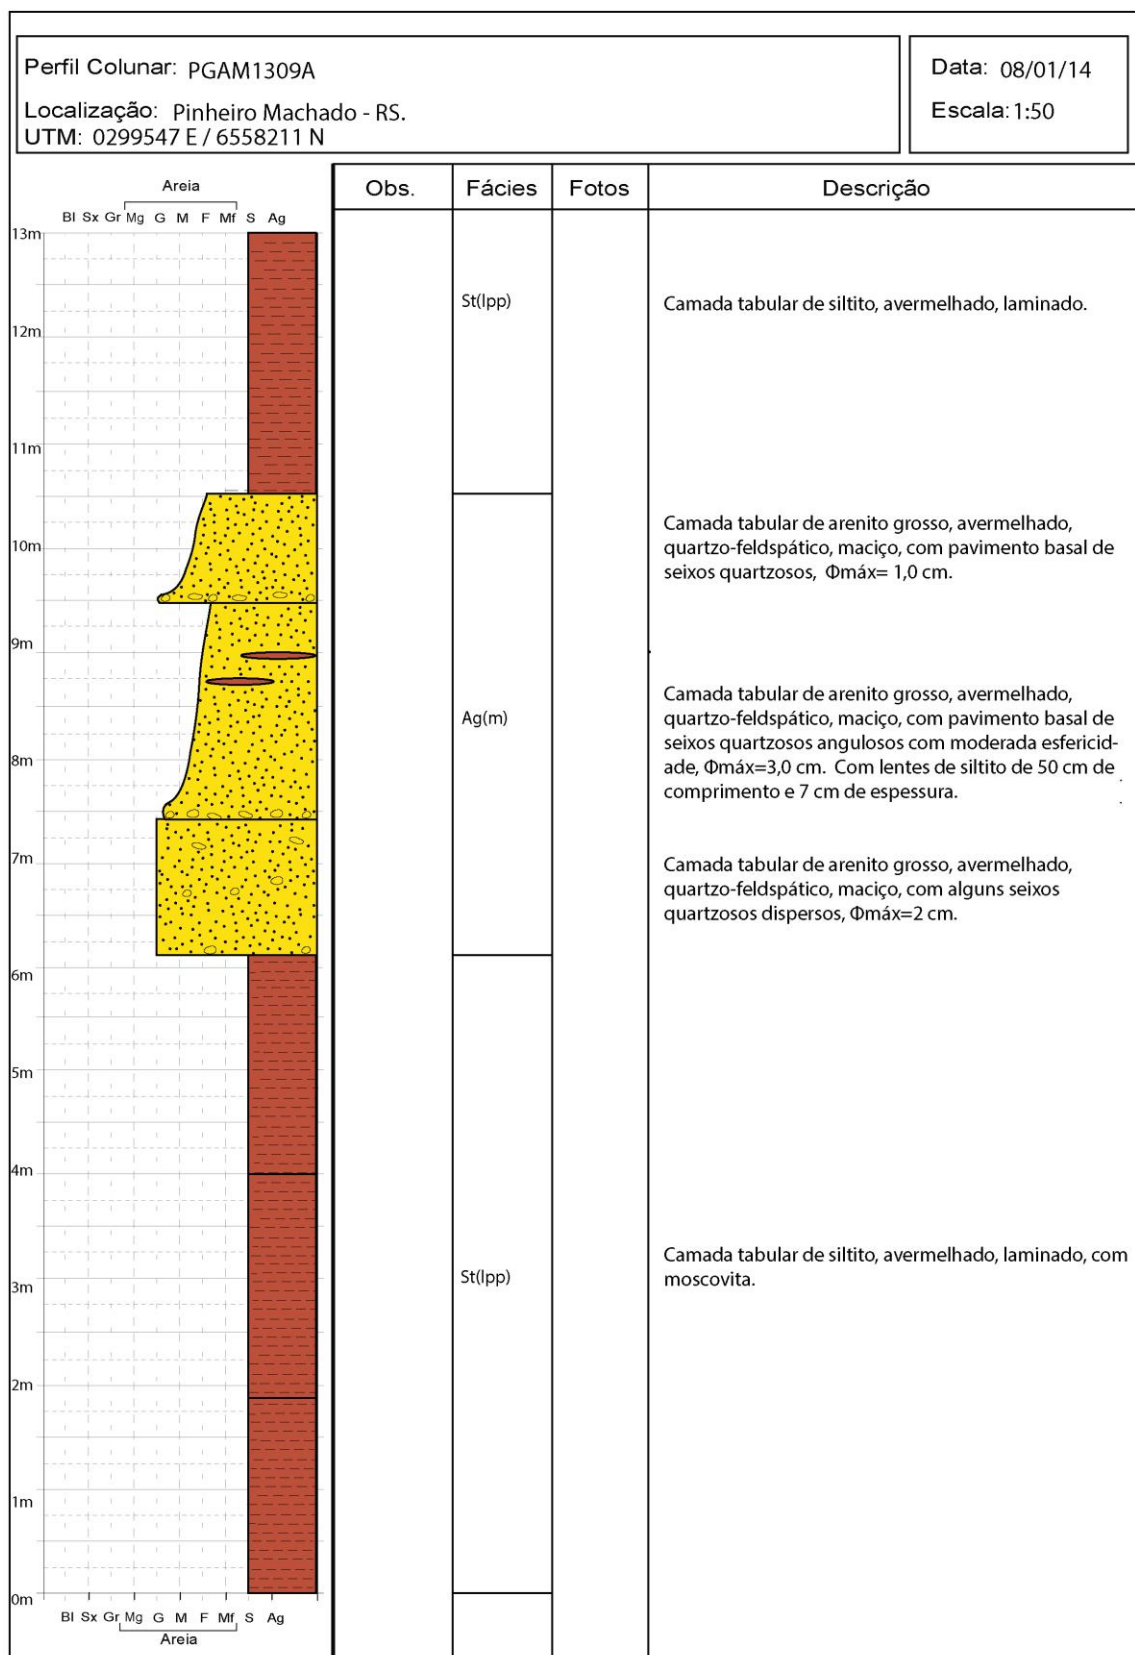 Perfil Colunar: PGAM1309A
Localização: Pinheiro Machado - RS.
UTM: 0299547 E / 6558211 N
Data: 08/01/14
Escala: 1:50
Areia
Bl Sx Gr Mg G M F Mf S Ag
Obs.
Fácies
Fotos
Descrição
13m
St(lpp)
Camada tabular de siltito, avermelhado, laminado.
12m
11m
Camada tabular de arenito grosso, avermelhado,
quartzo-feldspático, maciço, com pavimento basal de
seixos quartzosos, Φmáx= 1,0 cm.
10m
9m
Ag(m)
Camada tabular de arenito grosso, avermelhado,
quartzo-feldspático, maciço, com pavimento basal de
seixos quartzosos angulosos com moderada esfericid-
ade, Φmáx=3,0 cm. Com lentes de siltito de 50 cm de
comprimento e 7 cm de espessura.
8m
7m
Camada tabular de arenito grosso, avermelhado,
quartzo-feldspático, maciço, com alguns seixos
quartzosos dispersos, Φmáx=2 cm.
6m
5m
4m
St(lpp)
Camada tabular de siltito, avermelhado, laminado, com
moscovita.
3m
2m
1m
0m
Bl Sx Gr Mg G M F Mf S Ag
Areia